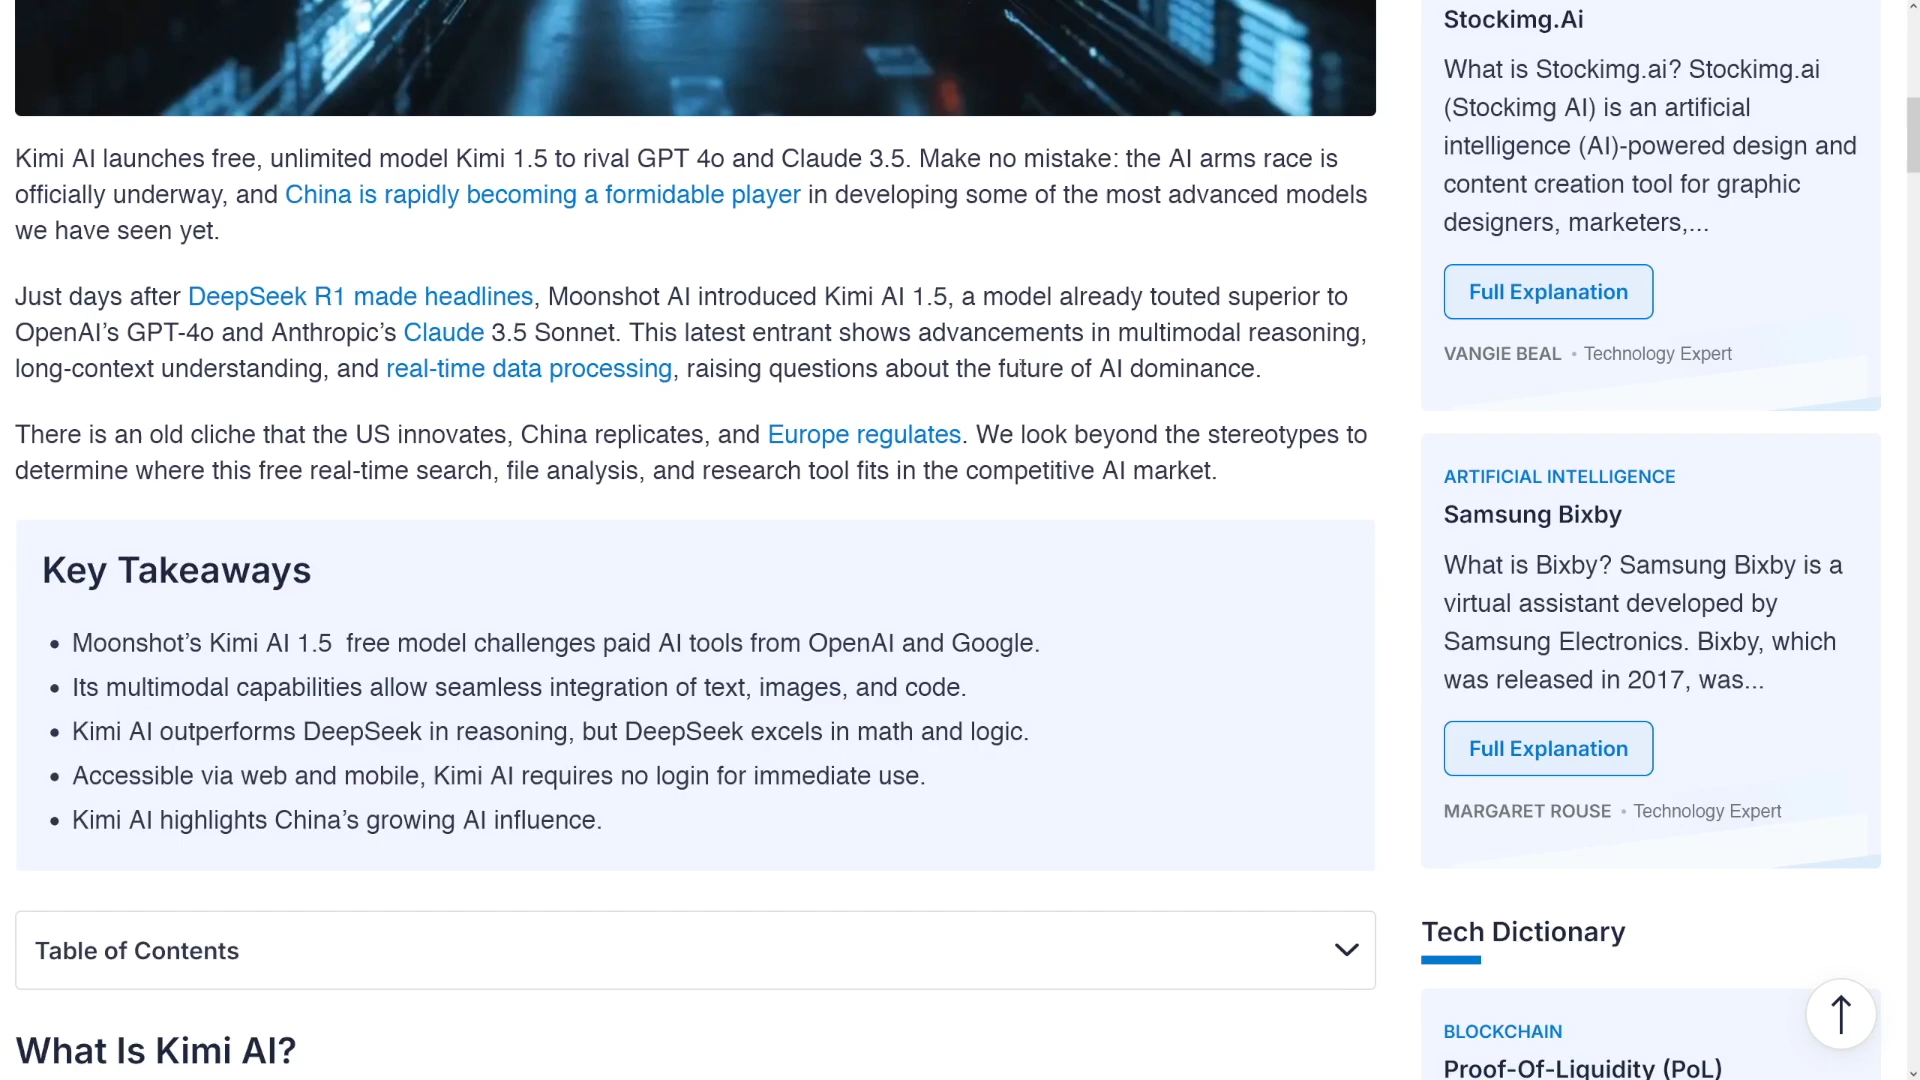 Kimi AI launches free, unlimited model Kimi 1.5 to rival GPT 4o and Claude 3.5. Make no mistake: the AI arms race is
officially underway, and China is rapidly becoming a formidable player in developing some of the most advanced models
we have seen yet.
Just days after DeepSeek R1 made headlines, Moonshot AI introduced Kimi AI 1.5, a model already touted superior to
OpenAI’s GPT-4o and Anthropic’s Claude 3.5 Sonnet. This latest entrant shows advancements in multimodal reasoning,
long-context understanding, and real-time data processing, raising questions about the future of AI dominance.
There is an old cliche that the US innovates, China replicates, and Europe regulates. We look beyond the stereotypes to
determine where this free real-time search, file analysis, and research tool fits in the competitive AI market.
Key Takeaways
• Moonshot’s Kimi AI 1.5  free model challenges paid AI tools from OpenAI and Google.
• Its multimodal capabilities allow seamless integration of text, images, and code.
• Kimi AI outperforms DeepSeek in reasoning, but DeepSeek excels in math and logic.
• Accessible via web and mobile, Kimi AI requires no login for immediate use.
• Kimi AI highlights China’s growing AI influence.
Table of Contents
What Is Kimi AI?
Stockimg.Ai
What is Stockimg.ai? Stockimg.ai
(Stockimg AI) is an artificial
intelligence (AI)-powered design and
content creation tool for graphic
designers, marketers,...
Full Explanation
VANGIE BEAL • Technology Expert
ARTIFICIAL INTELLIGENCE
Samsung Bixby
What is Bixby? Samsung Bixby is a
virtual assistant developed by
Samsung Electronics. Bixby, which
was released in 2017, was...
Full Explanation
MARGARET ROUSE • Technology Expert
Tech Dictionary
BLOCKCHAIN
Proof-Of-Liquidity (PoL)